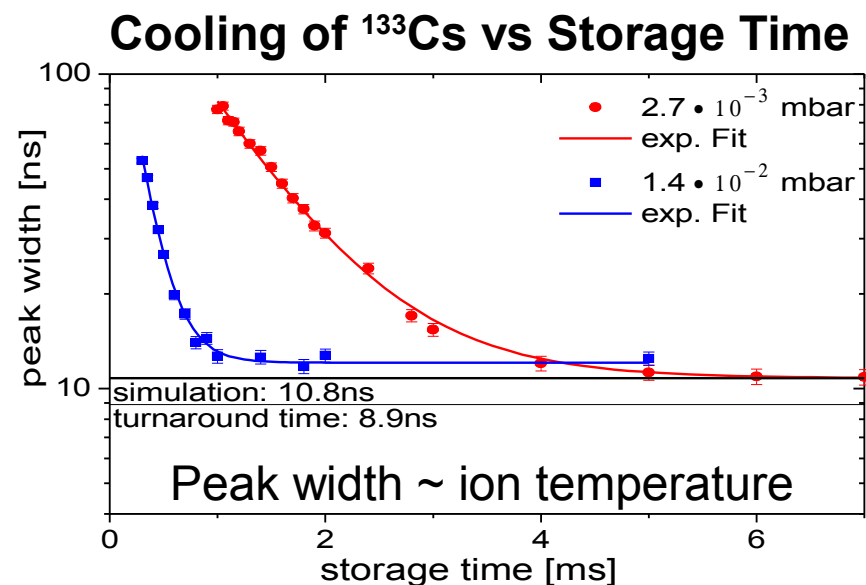 Cooling of ¹³³Cs vs Storage Time
100
10
peak width [ns]
2.7 • 10⁻³ mbar
exp. Fit
1.4 • 10⁻² mbar
exp. Fit
simulation: 10.8ns
turnaround time: 8.9ns
Peak width ~ ion temperature
0 2 4 6
storage time [ms]